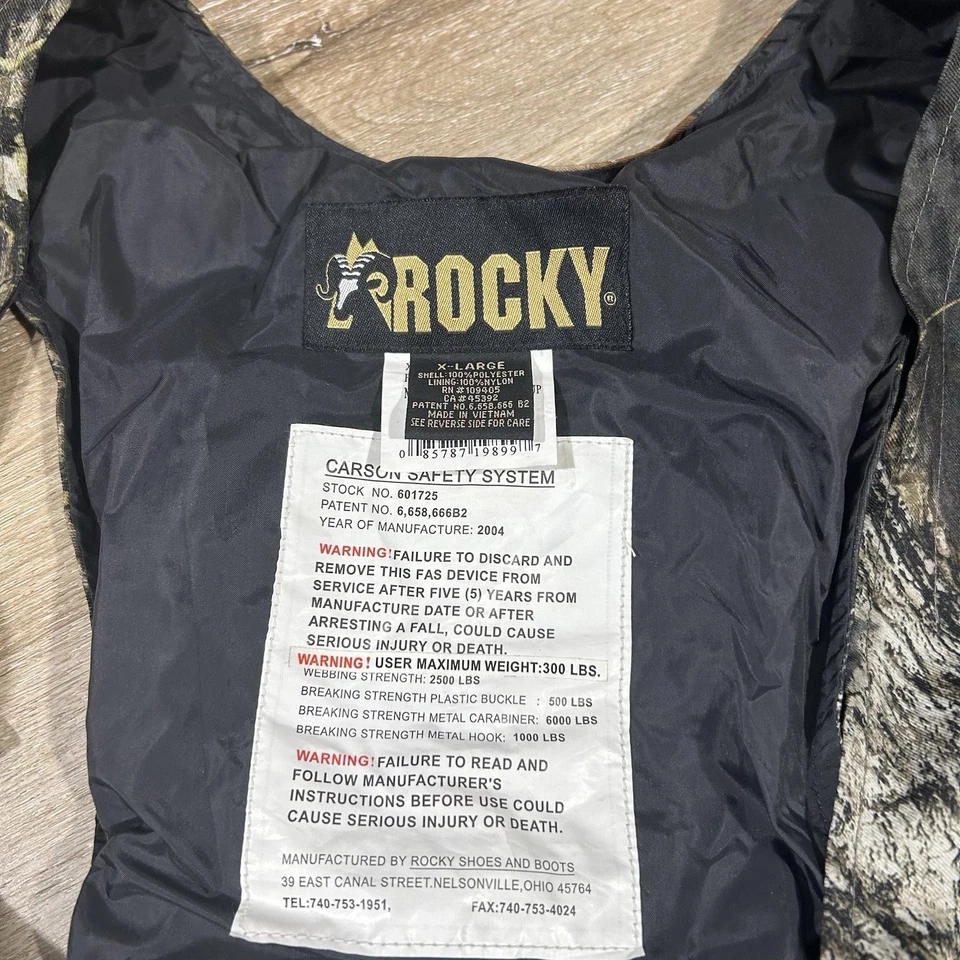 ROCKY®
X-LARGE
SHELL:100%POLYESTER
LINING:100%NYLON
RN#109405
CA#45392
PATENT NO.6,658,666 B2
MADE IN VIETNAM
SEE REVERSE SIDE FOR CARE
0 85787 19899 7
CARSON SAFETY SYSTEM
STOCK NO. 601725
PATENT NO. 6,658,666B2
YEAR OF MANUFACTURE: 2004
WARNING!FAILURE TO DISCARD AND
REMOVE THIS FAS DEVICE FROM
SERVICE AFTER FIVE (5) YEARS FROM
MANUFACTURE DATE OR AFTER
ARRESTING A FALL, COULD CAUSE
SERIOUS INJURY OR DEATH.
WARNING! USER MAXIMUM WEIGHT:300 LBS.
WEBBING STRENGTH: 2500 LBS
BREAKING STRENGTH PLASTIC BUCKLE : 500 LBS
BREAKING STRENGTH METAL CARABINER: 6000 LBS
BREAKING STRENGTH METAL HOOK: 1000 LBS
WARNING!FAILURE TO READ AND
FOLLOW MANUFACTURER'S
INSTRUCTIONS BEFORE USE COULD
CAUSE SERIOUS INJURY OR DEATH.
MANUFACTURED BY ROCKY SHOES AND BOOTS
39 EAST CANAL STREET.NELSONVILLE,OHIO 45764
TEL:740-753-1951, FAX:740-753-4024